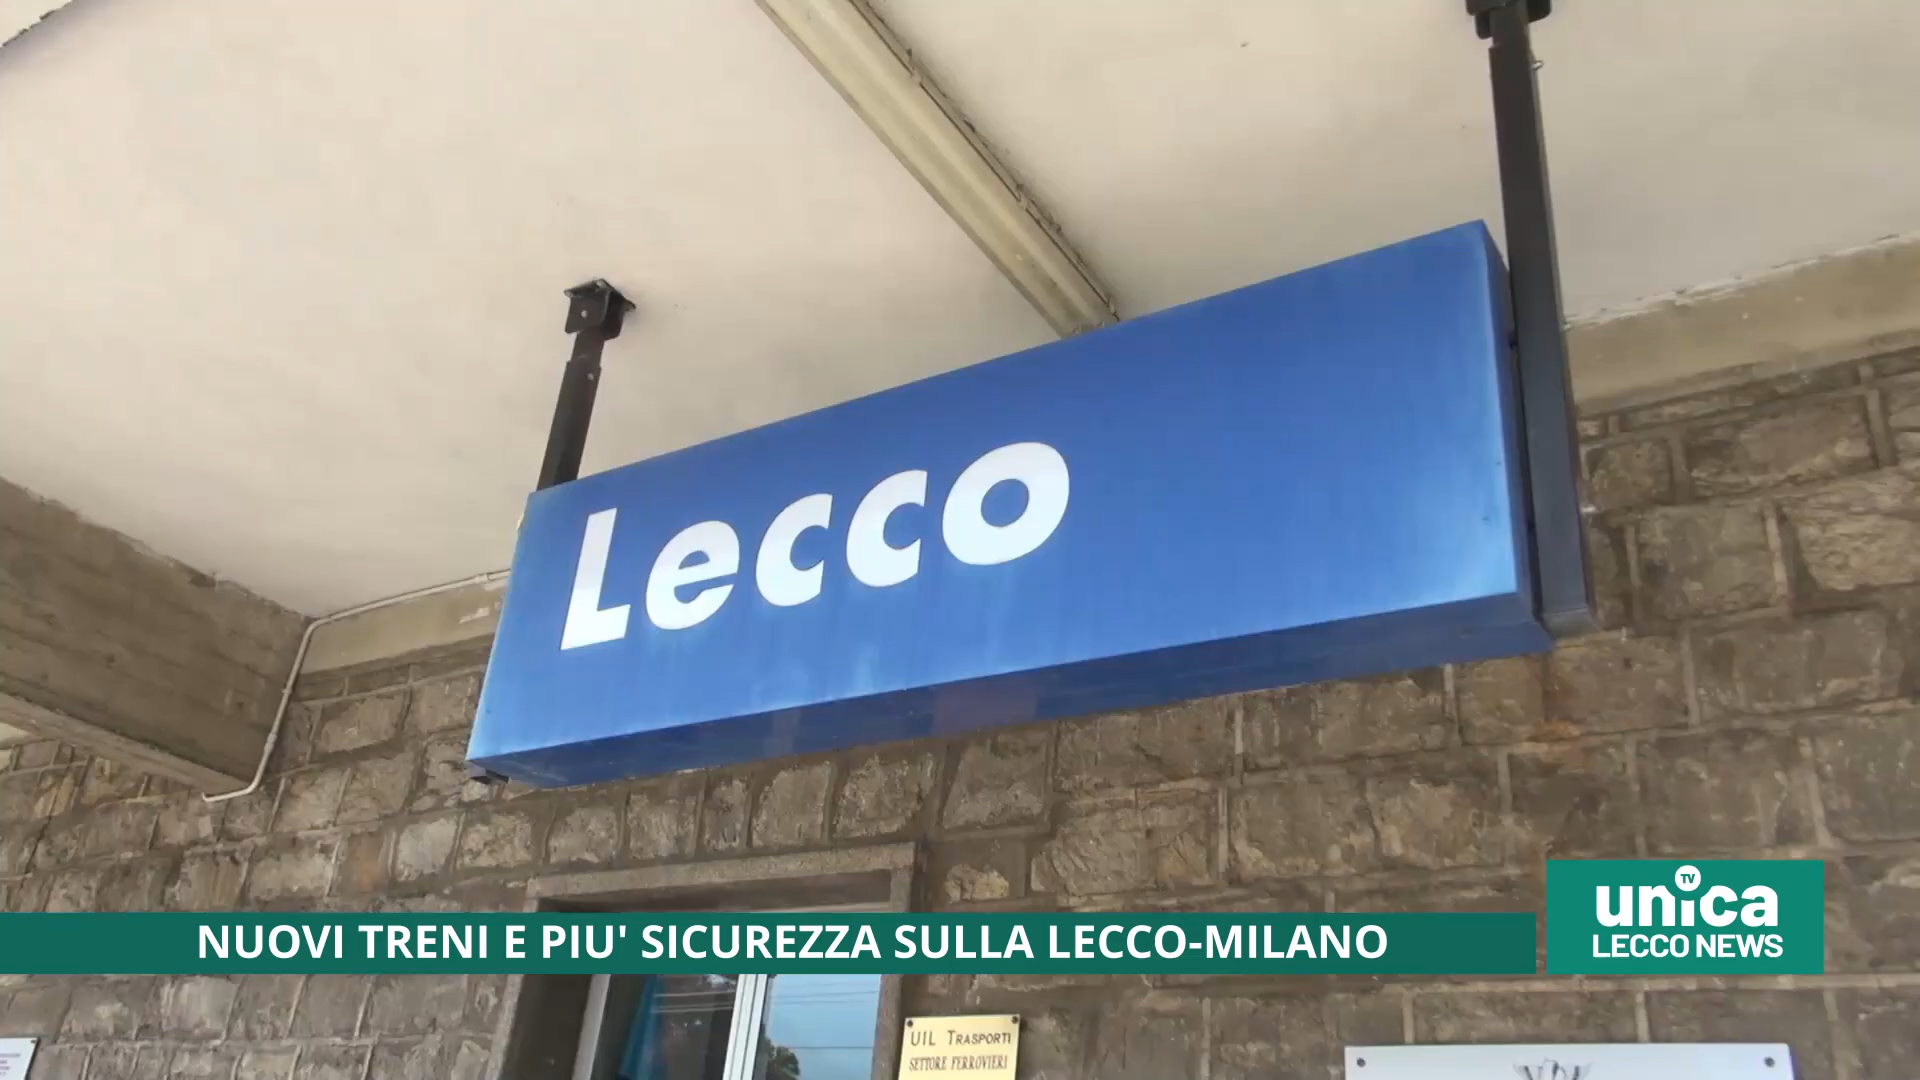 Lecco
NUOVI TRENI E PIU' SICUREZZA SULLA LECCO-MILANO
unica TV
LECCO NEWS
UIL TRASPORTI
SETTORE FERROVIERI